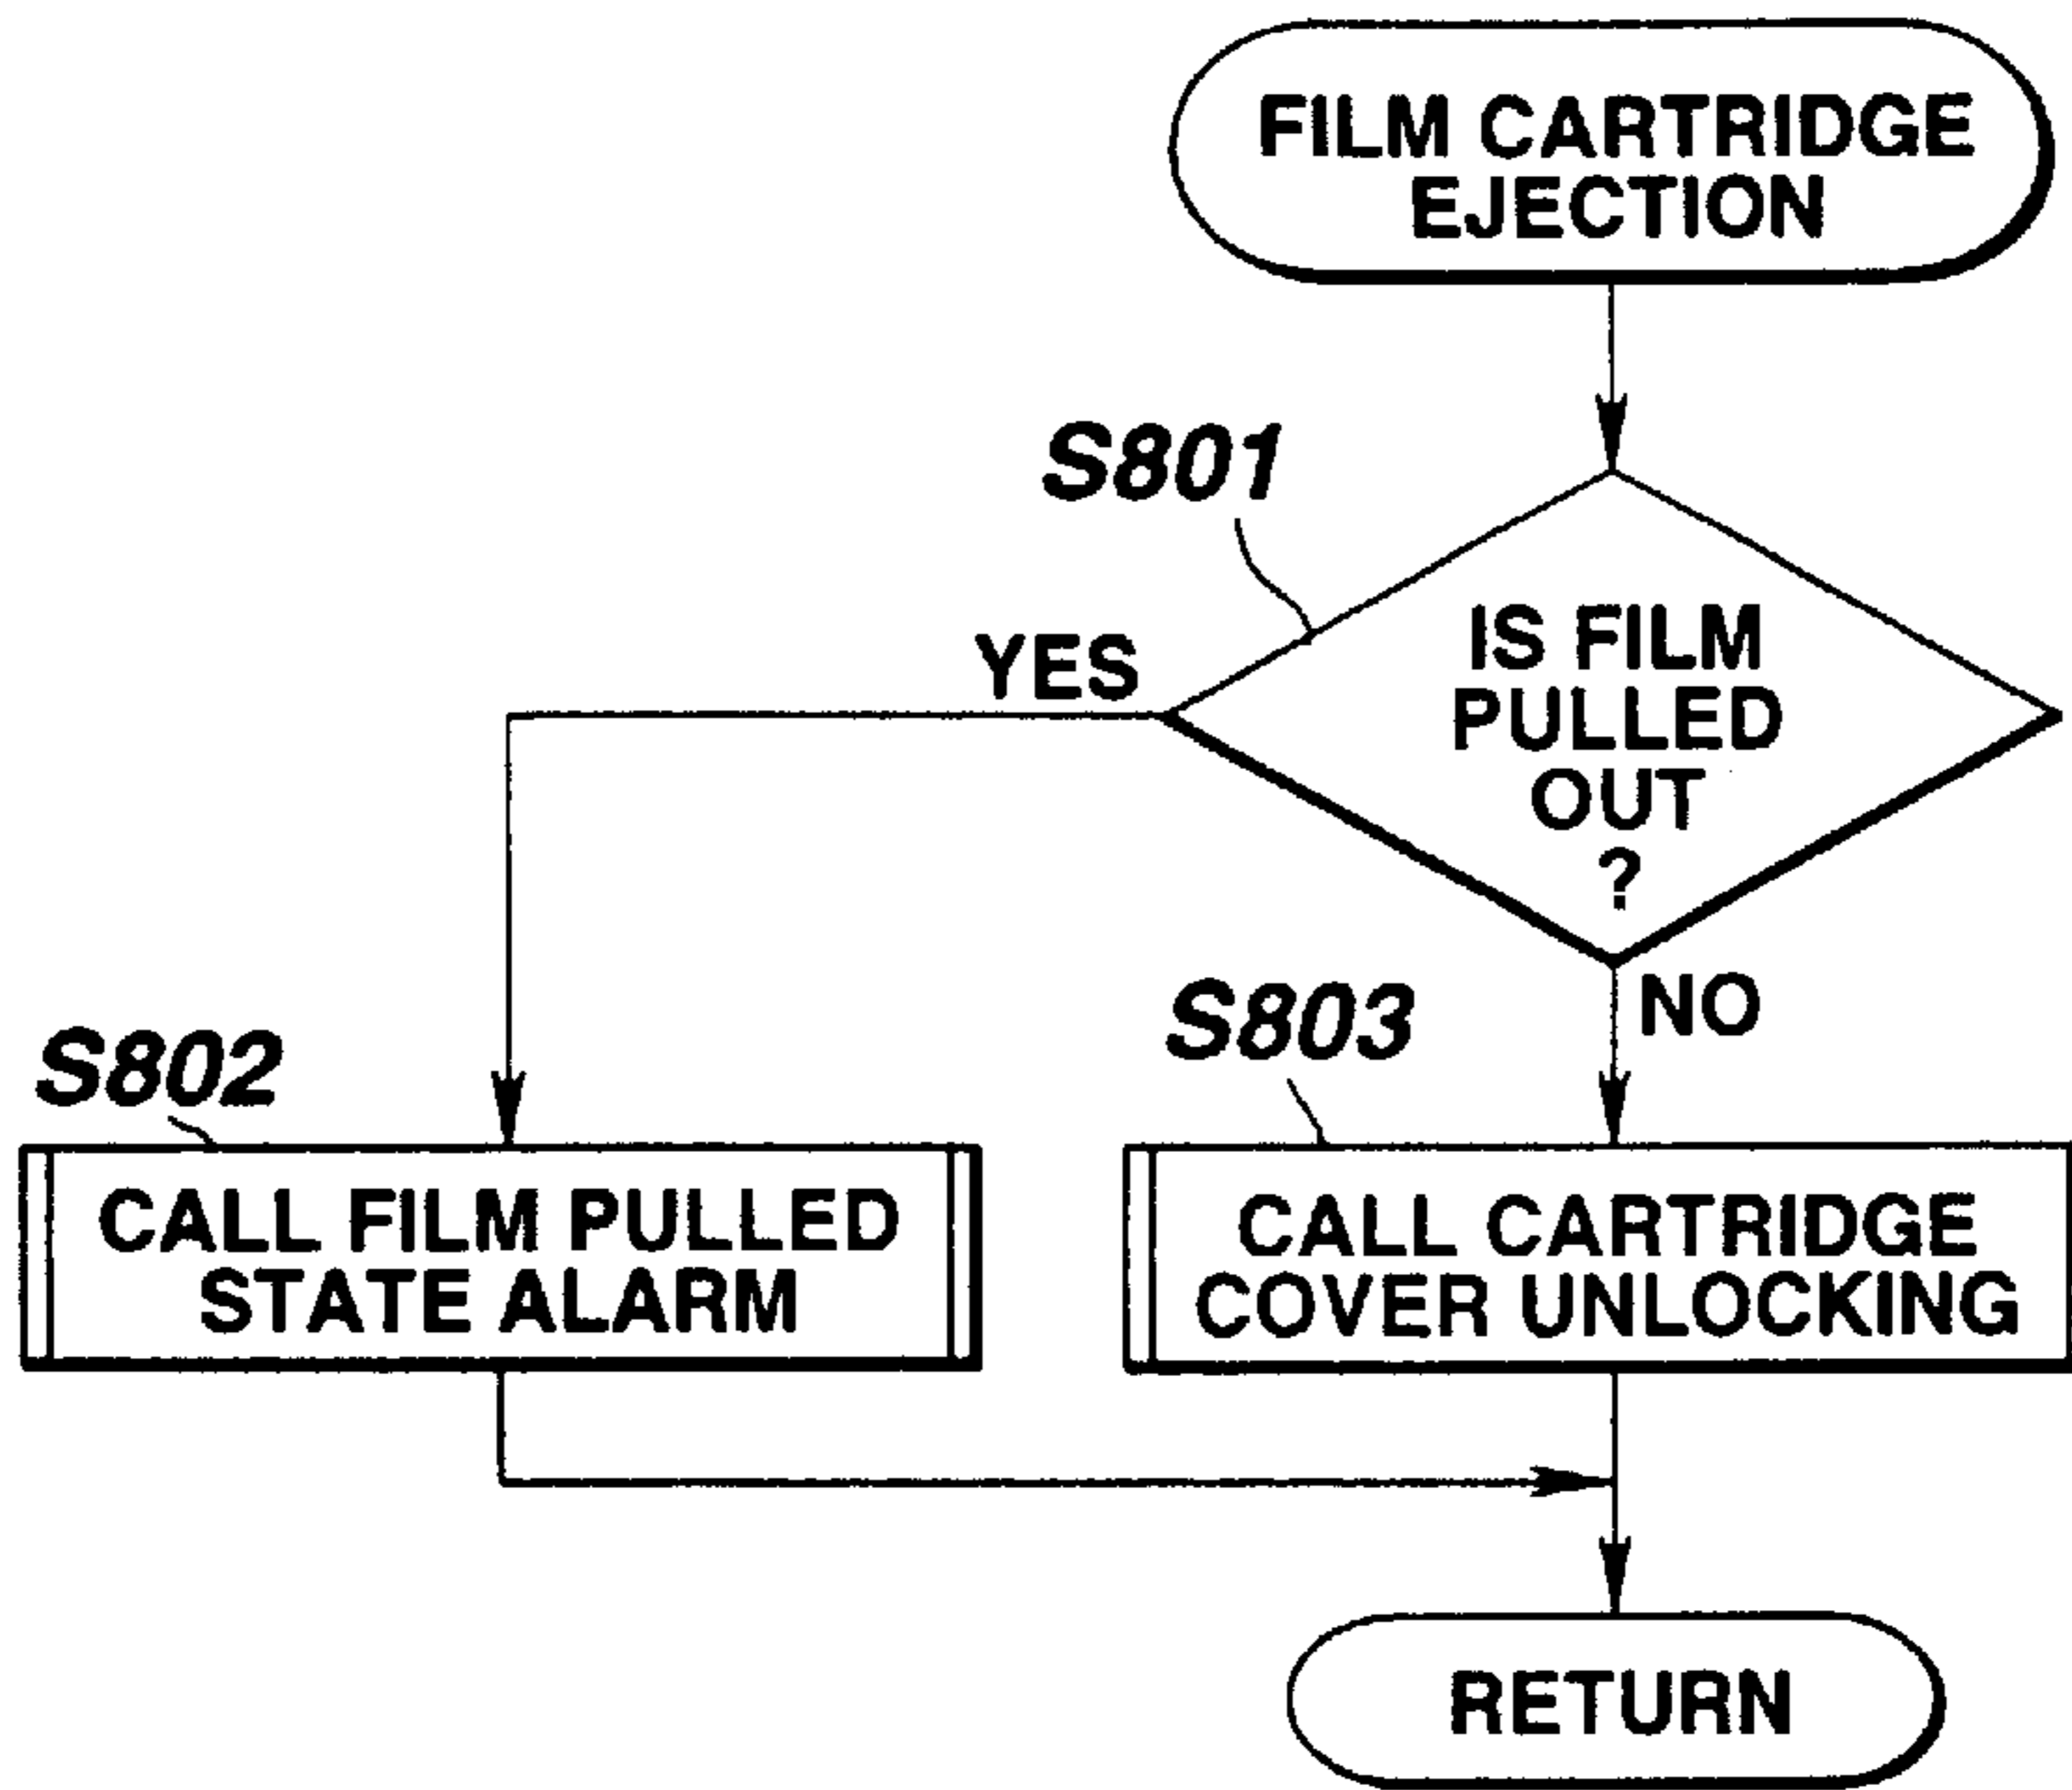 FILM CARTRIDGE
EJECTION
S801
YES
IS FILM
PULLED
OUT
?
NO
S802
S803
CALL FILM PULLED
STATE ALARM
CALL CARTRIDGE
COVER UNLOCKING
RETURN